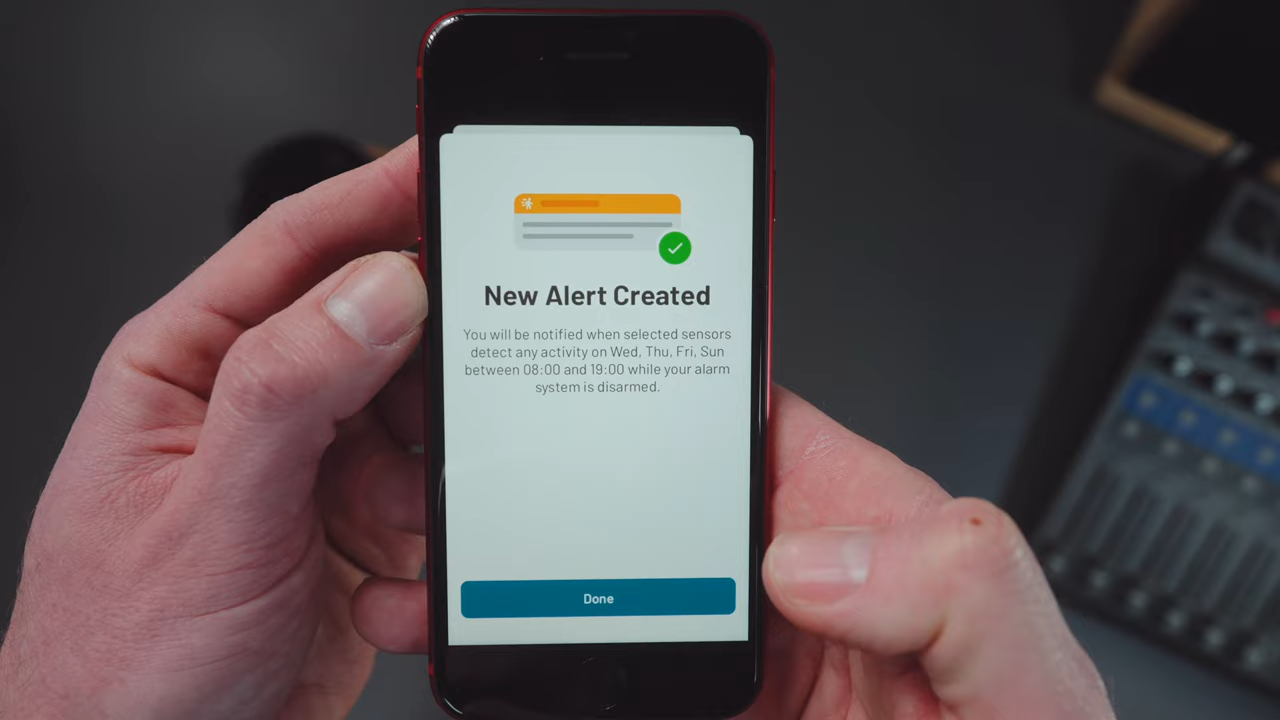 New Alert Created
You will be notified when selected sensors
detect any activity on Wed, Thu, Fri, Sun
between 08:00 and 19:00 while your alarm
system is disarmed.
Done